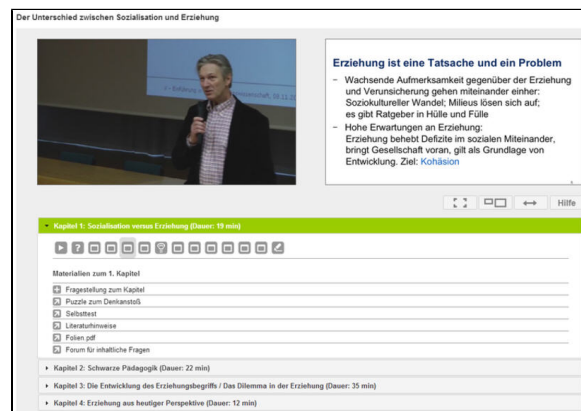 Der Unterschied zwischen Sozialisation und Erziehung
Erziehung ist eine Tatsache und ein Problem
– Wachsende Aufmerksamkeit gegenüber der Erziehung
und Verunsicherung gehen miteinander einher:
Soziokultureller Wandel; Milieus lösen sich auf;
es gibt Ratgeber in Hülle und Fülle
– Hohe Erwartungen an Erziehung:
Erziehung behebt Defizite im sozialen Miteinander,
bringt Gesellschaft voran, gilt als Grundlage von
Entwicklung. Ziel: Kohäsion
Hilfe
Kapitel 1: Sozialisation versus Erziehung (Dauer: 19 min)
Materialien zum 1. Kapitel
Fragestellung zum Kapitel
Puzzle zum Denkanstoß
Selbsttest
Literaturhinweise
Folien pdf
Forum für inhaltliche Fragen
Kapitel 2: Schwarze Pädagogik (Dauer: 22 min)
Kapitel 3: Die Entwicklung des Erziehungsbegriffs / Das Dilemma in der Erziehung (Dauer: 35 min)
Kapitel 4: Erziehung aus heutiger Perspektive (Dauer: 12 min)